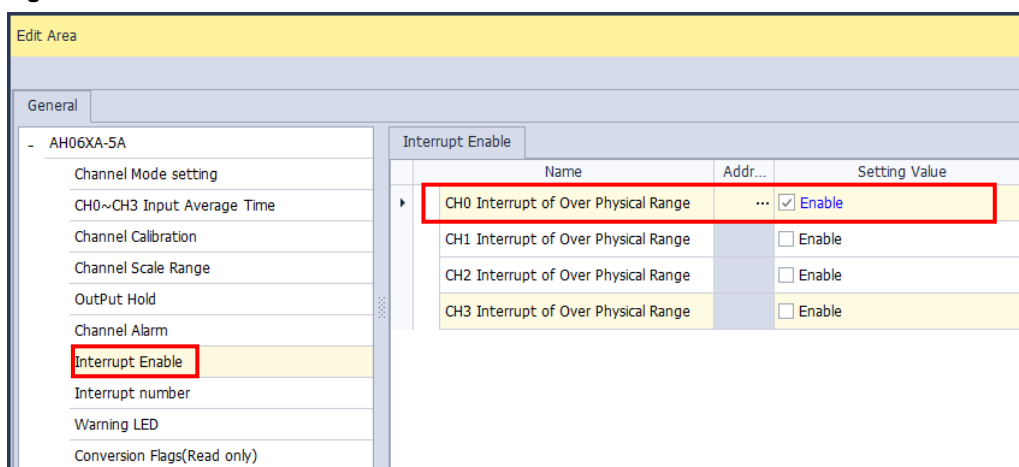 Edit Area
General
- AH06XA-5A
Channel Mode setting
CH0~CH3 Input Average Time
Channel Calibration
Channel Scale Range
OutPut Hold
Channel Alarm
Interrupt Enable
Interrupt number
Warning LED
Conversion Flags(Read only)
Interrupt Enable
Name Addr... Setting Value
CH0 Interrupt of Over Physical Range ... Enable
CH1 Interrupt of Over Physical Range Enable
CH2 Interrupt of Over Physical Range Enable
CH3 Interrupt of Over Physical Range Enable